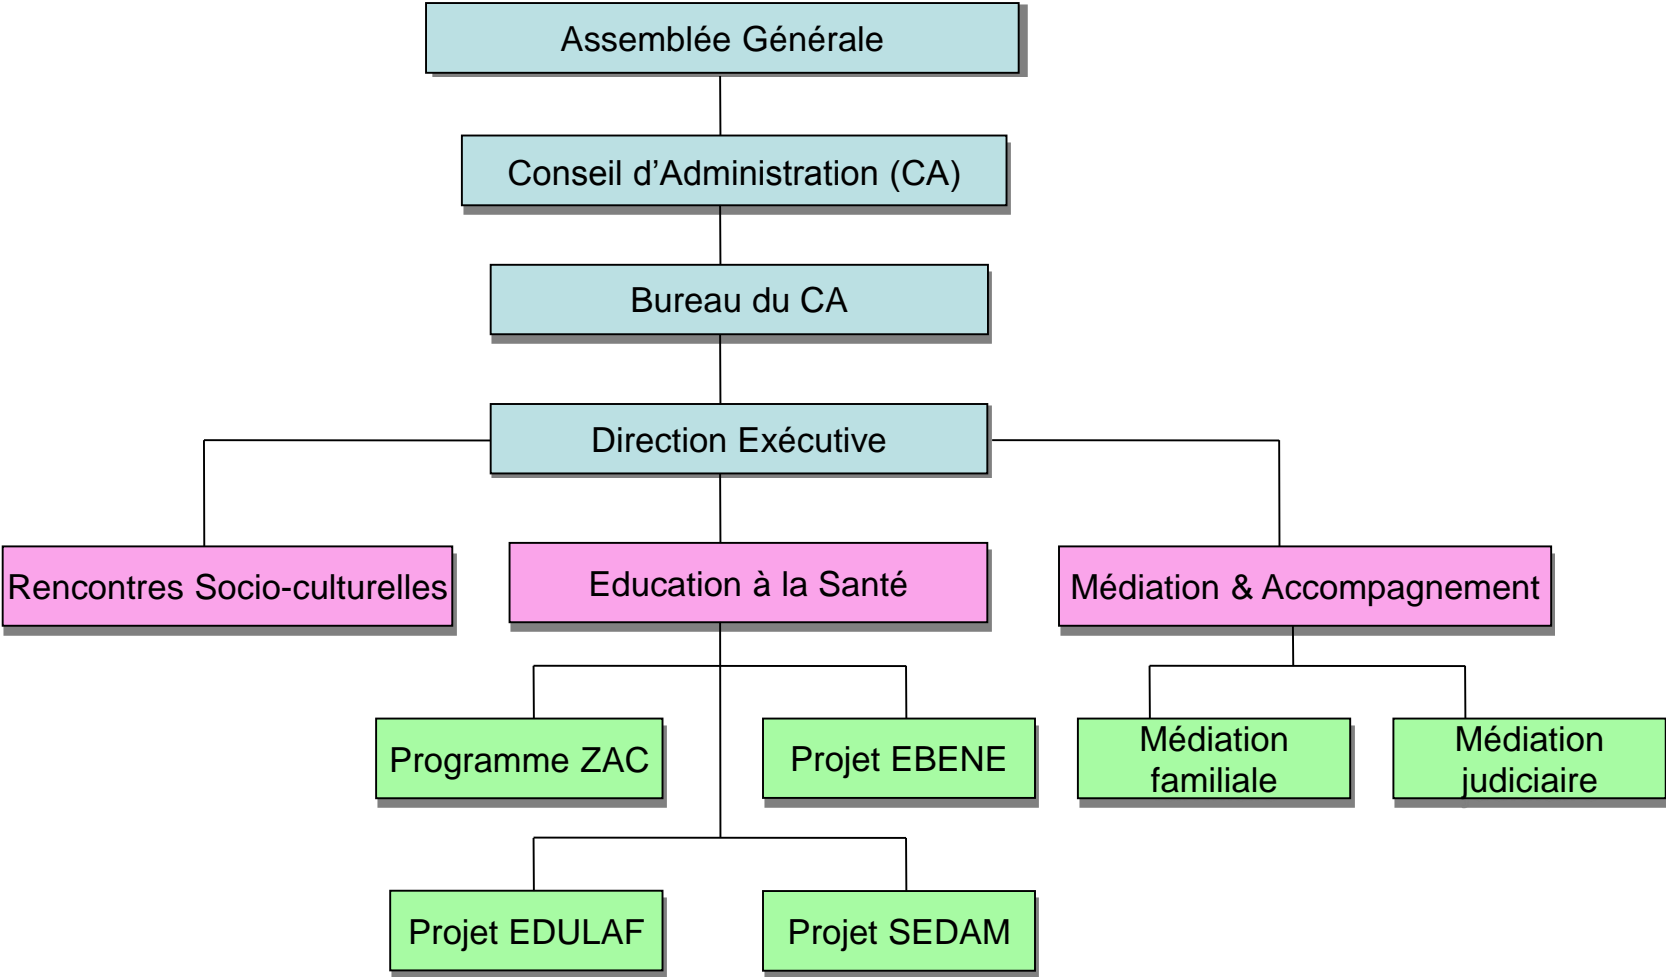 Assemblée Générale
Conseil d’Administration (CA)
Bureau du CA
Direction Exécutive
Rencontres Socio-culturelles
Education à la Santé
Médiation & Accompagnement
Programme ZAC
Projet EBENE
Médiation
familiale
Médiation
judiciaire
Projet EDULAF
Projet SEDAM